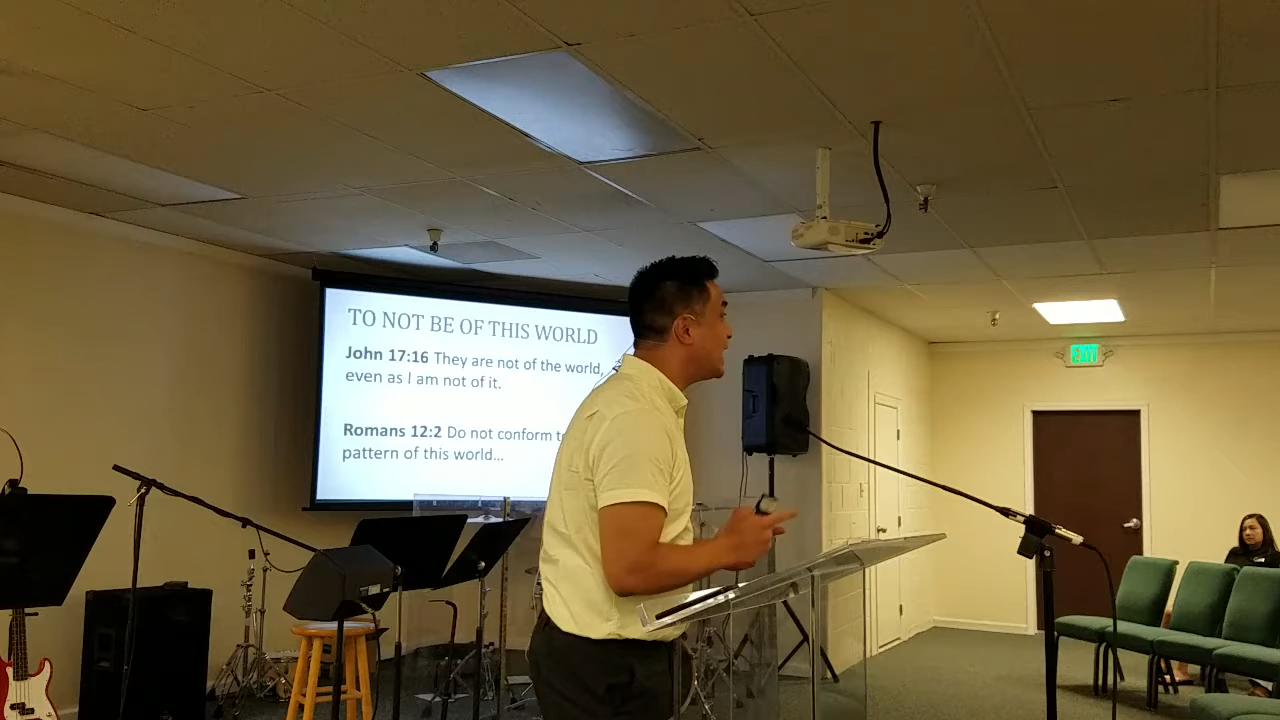 TO NOT BE OF THIS WORLD
John 17:16 They are not of the world,
even as I am not of it.
Romans 12:2 Do not conform
pattern of this world...
EXIT